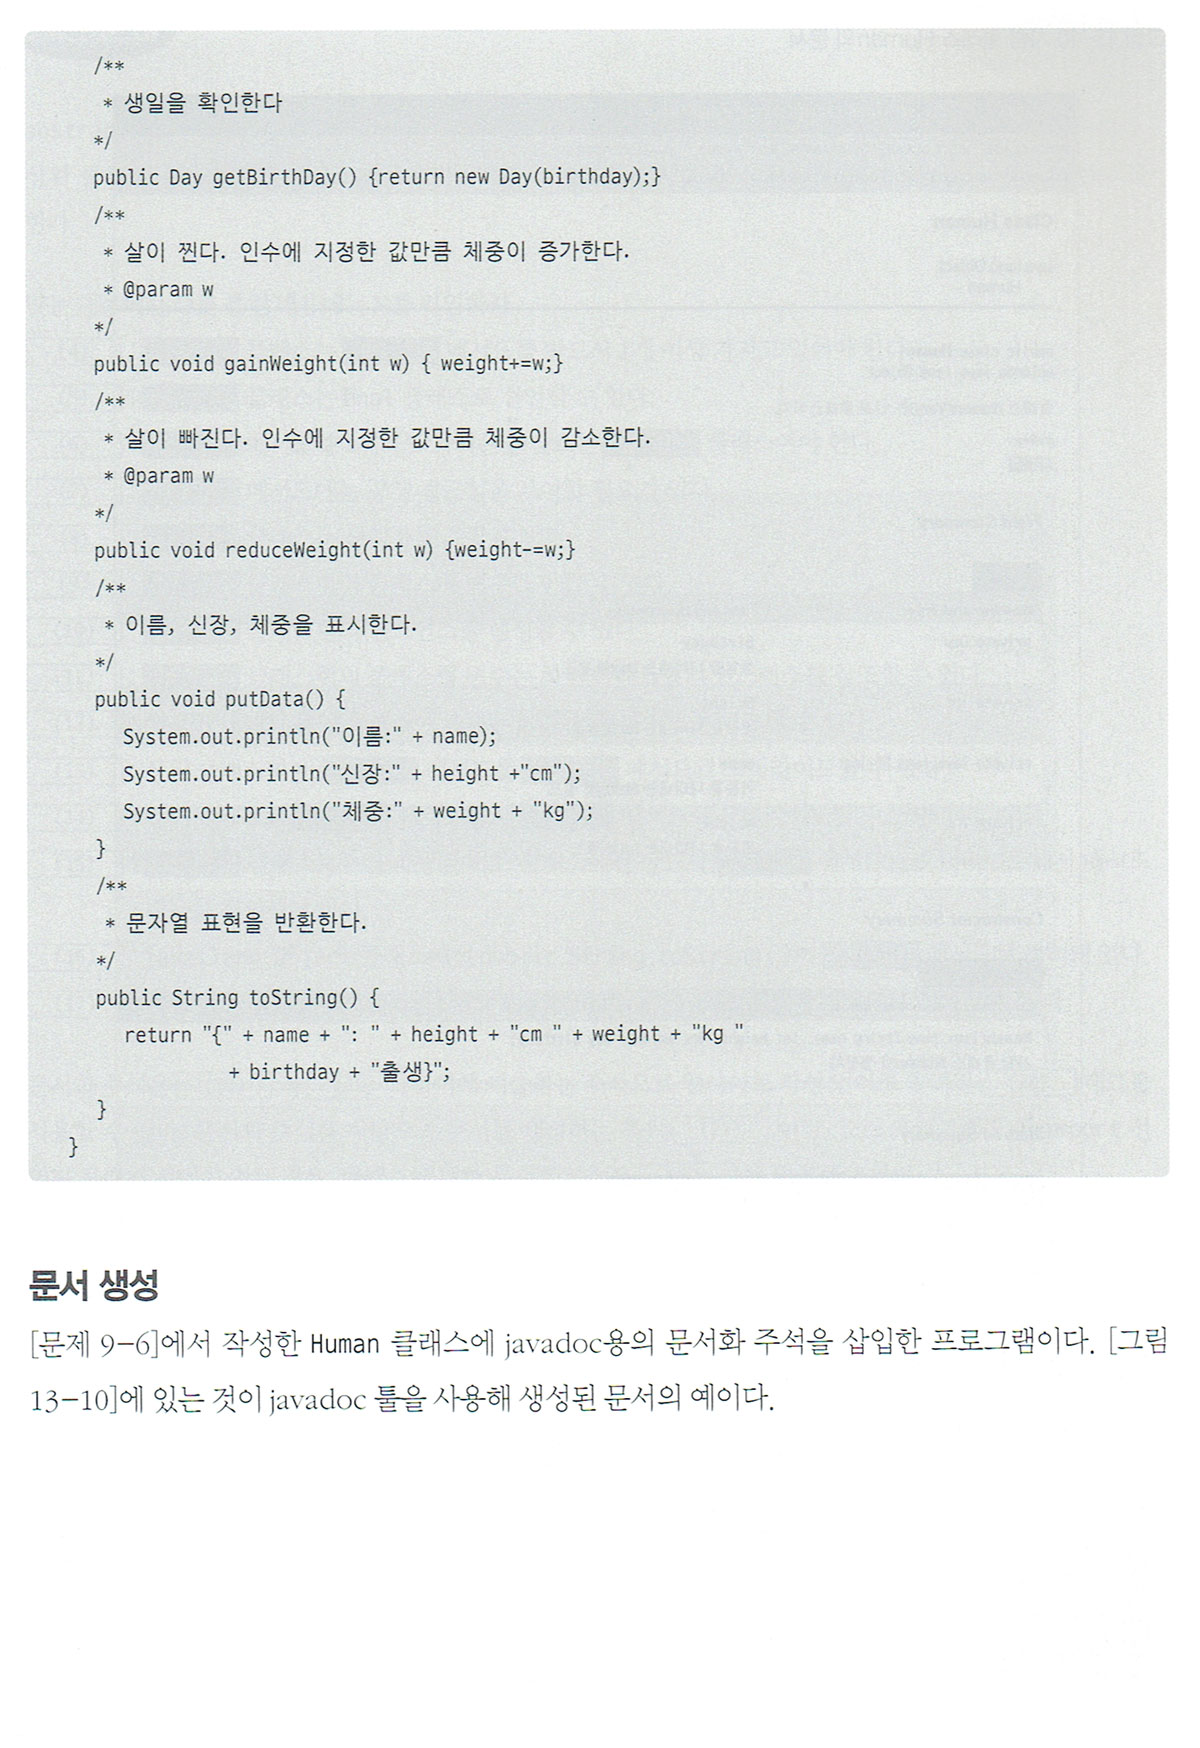 /**
 * 생일을 확인한다
*/
public Day getBirthDay() {return new Day(birthday);}
/**
 * 살이 찐다. 인수에 지정한 값만큼 체중이 증가한다.
 * @param w
*/
public void gainWeight(int w) { weight+=w;}
/**
 * 살이 빠진다. 인수에 지정한 값만큼 체중이 감소한다.
 * @param w
*/
public void reduceWeight(int w) {weight-=w;}
/**
 * 이름, 신장, 체중을 표시한다.
*/
public void putData() {
System.out.println("이름:" + name);
System.out.println("신장:" + height +"cm");
System.out.println("체중:" + weight + "kg");
}
/**
 * 문자열 표현을 반환한다.
*/
public String toString() {
return "{" + name + ": " + height + "cm " + weight + "kg "
+ birthday + "출생}";
}
}
문서 생성
[문제 9-6]에서 작성한 Human 클래스에 javadoc용의 문서화 주석을 삽입한 프로그램이다. [그림
13-10]에 있는 것이 javadoc 툴을 사용해 생성된 문서의 예이다.